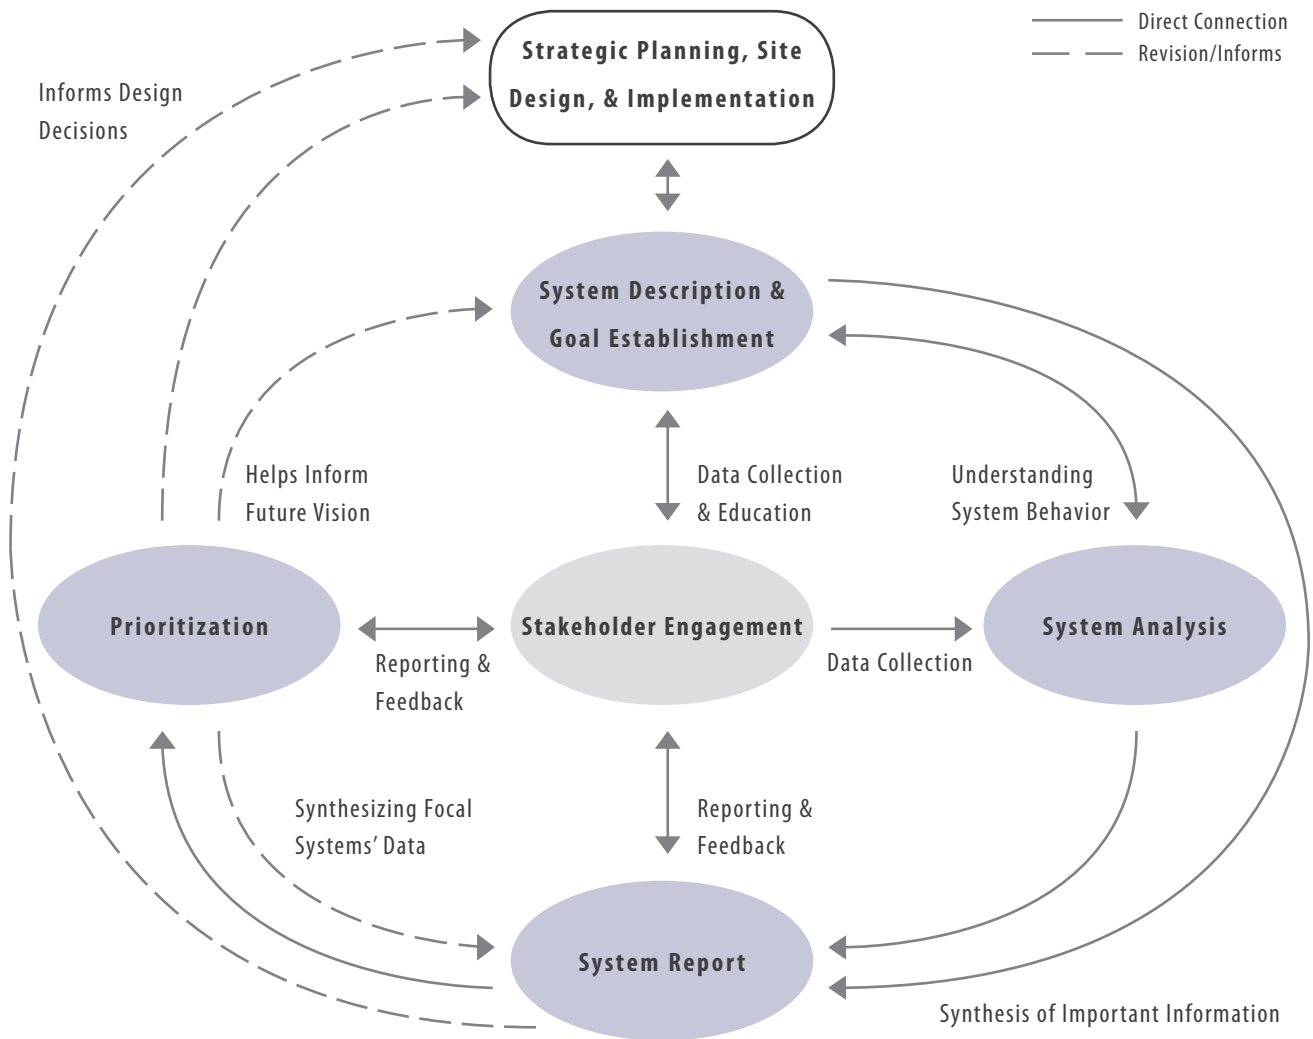 Strategic Planning, Site
Design, & Implementation
Direct Connection
Revision/Informs
Informs Design
Decisions
System Description &
Goal Establishment
Helps Inform
Future Vision
Data Collection
& Education
Understanding
System Behavior
Prioritization
Stakeholder Engagement
System Analysis
Reporting &
Feedback
Data Collection
Synthesizing Focal
Systems’ Data
Reporting &
Feedback
System Report
Synthesis of Important Information